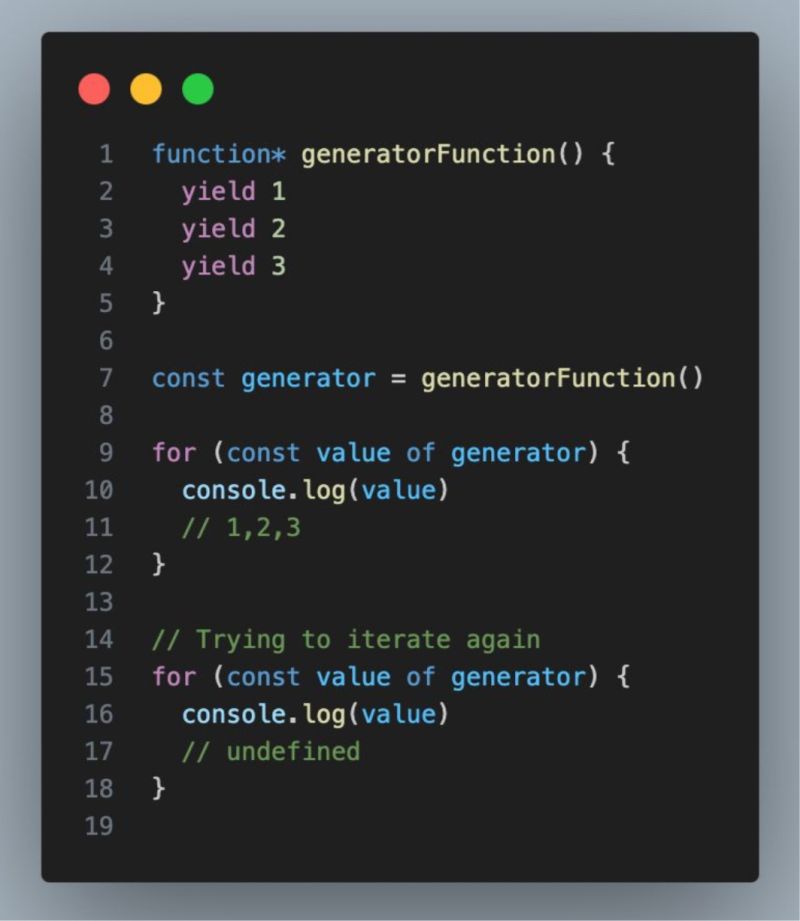 1 function* generatorFunction() {
2   yield 1
3   yield 2
4   yield 3
5 }
6
7 const generator = generatorFunction()
8
9 for (const value of generator) {
10   console.log(value)
11   // 1,2,3
12 }
13
14 // Trying to iterate again
15 for (const value of generator) {
16   console.log(value)
17   // undefined
18 }
19